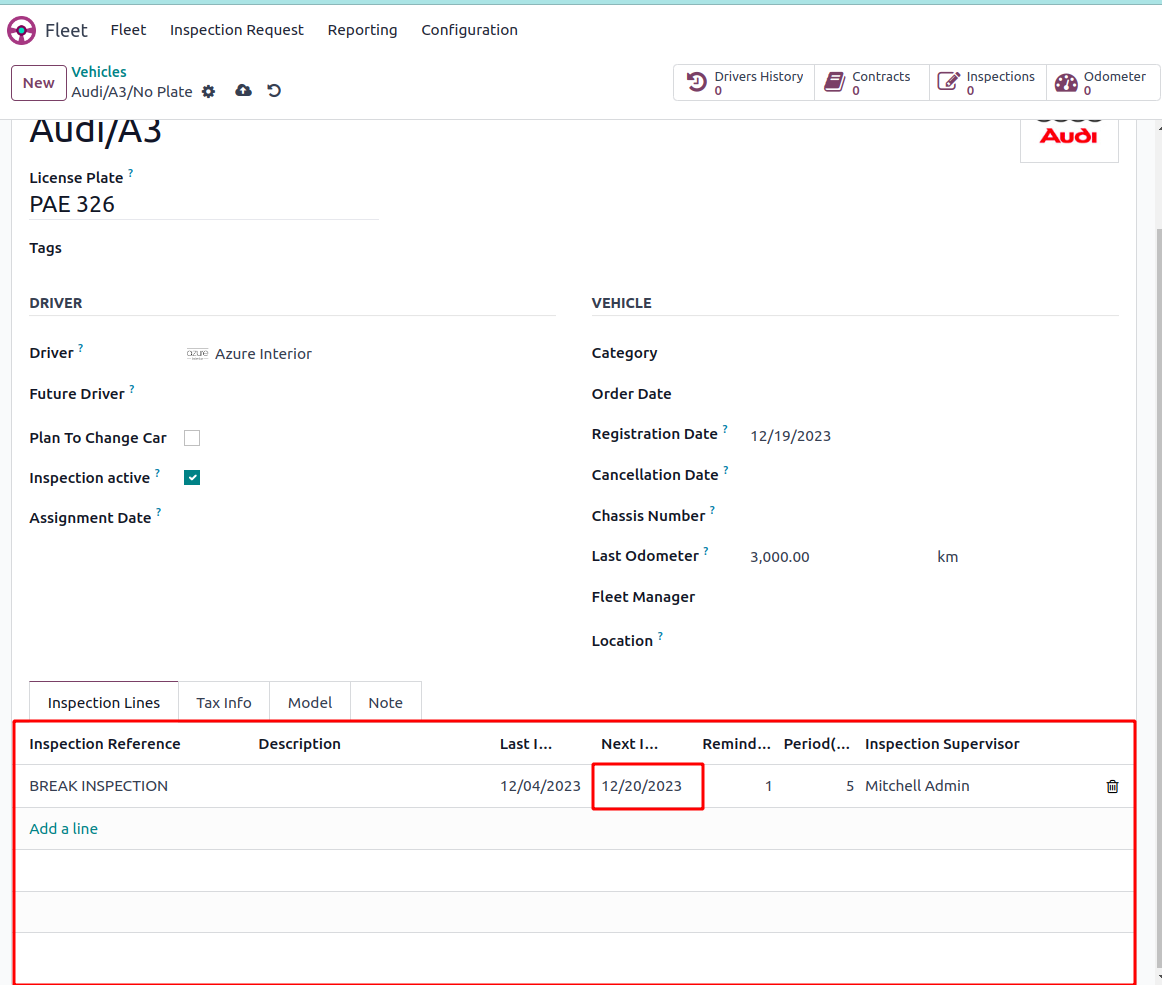 Fleet Fleet Inspection Request Reporting Configuration
New Vehicles
Audi/A3/No Plate
Drivers History 0 Contracts 0 Inspections 0 Odometer 0
Audi/A3
Audi
License Plate ?
PAE 326
Tags
DRIVER
Driver ? azure Azure Interior
Future Driver ?
Plan To Change Car
Inspection active ?
Assignment Date ?
VEHICLE
Category
Order Date
Registration Date ? 12/19/2023
Cancellation Date ?
Chassis Number ?
Last Odometer ? 3,000.00 km
Fleet Manager
Location ?
Inspection Lines Tax Info Model Note
Inspection Reference Description Last I... Next I... Remind... Period(... Inspection Supervisor
BREAK INSPECTION 12/04/2023 12/20/2023 1 5 Mitchell Admin
Add a line